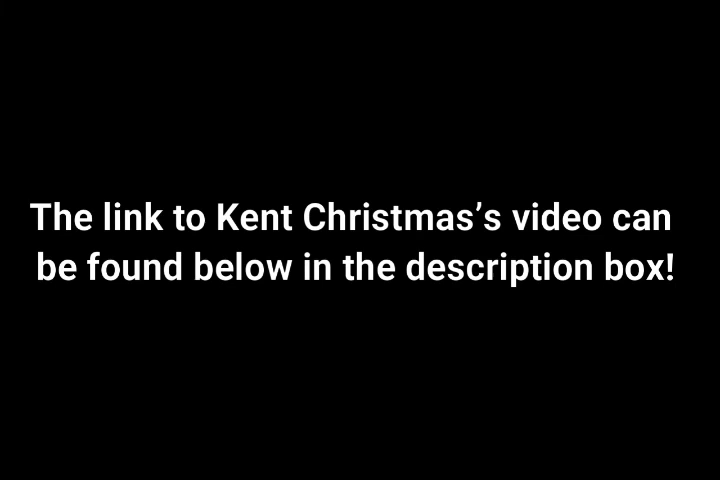 The link to Kent Christmas’s video can
be found below in the description box!